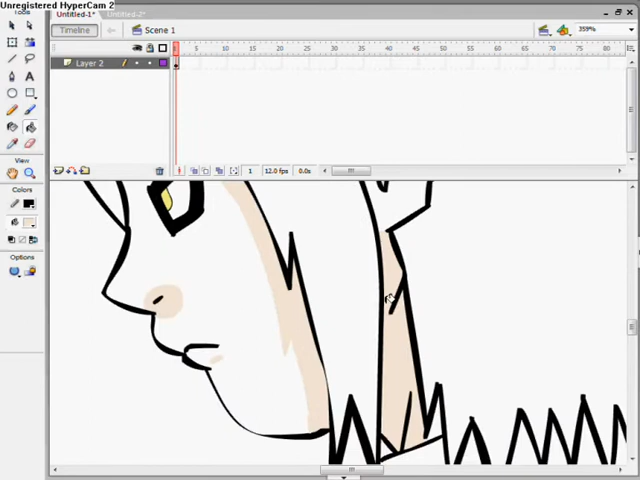 Unregistered HyperCam 2
Tools
Untitled-1*
Untitled-2*
Timeline
Scene 1
359%
1 5 10 15 20 25 30 35 40 45 50 55 60 65 70 75 80
Layer 2
1 12.0 fps 0.0s
A
View
Colors
Options